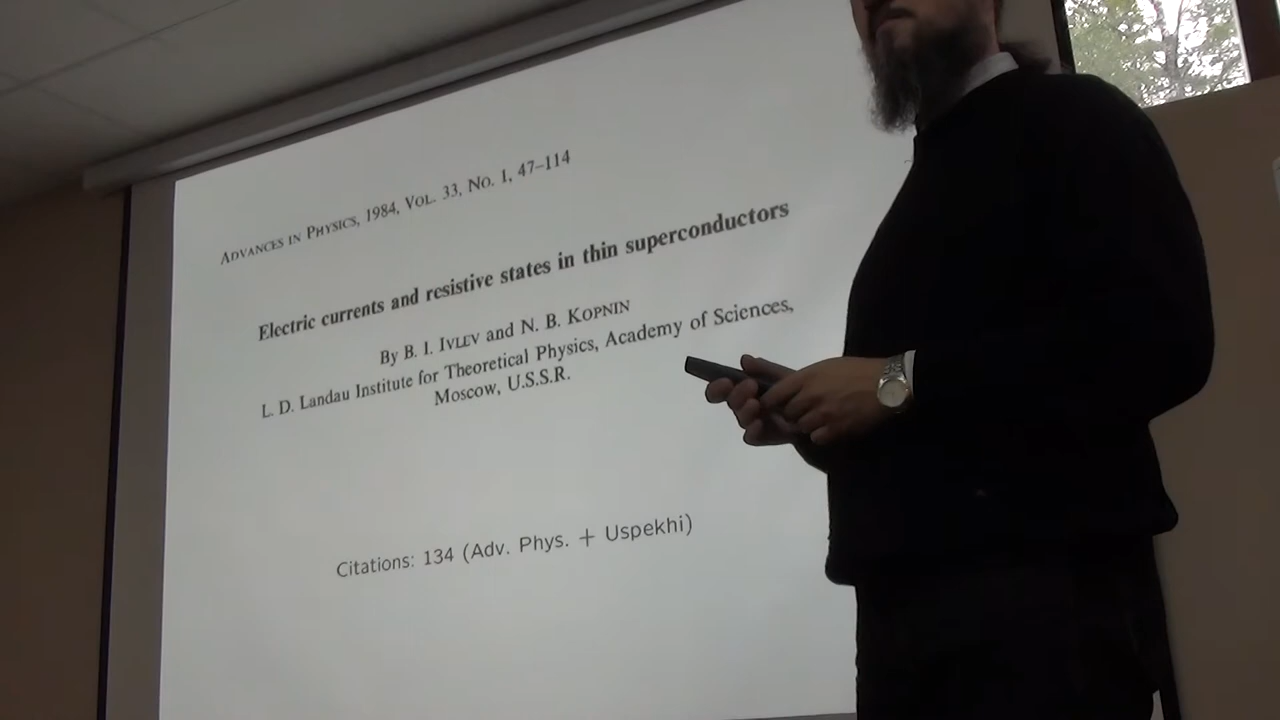 ADVANCES IN PHYSICS, 1984, VOL. 33, NO. 1, 47–114
Electric currents and resistive states in thin superconductors
By B. I. IVLEV and N. B. KOPNIN
L. D. Landau Institute for Theoretical Physics, Academy of Sciences,
Moscow, U.S.S.R.
Citations: 134 (Adv. Phys. + Uspekhi)